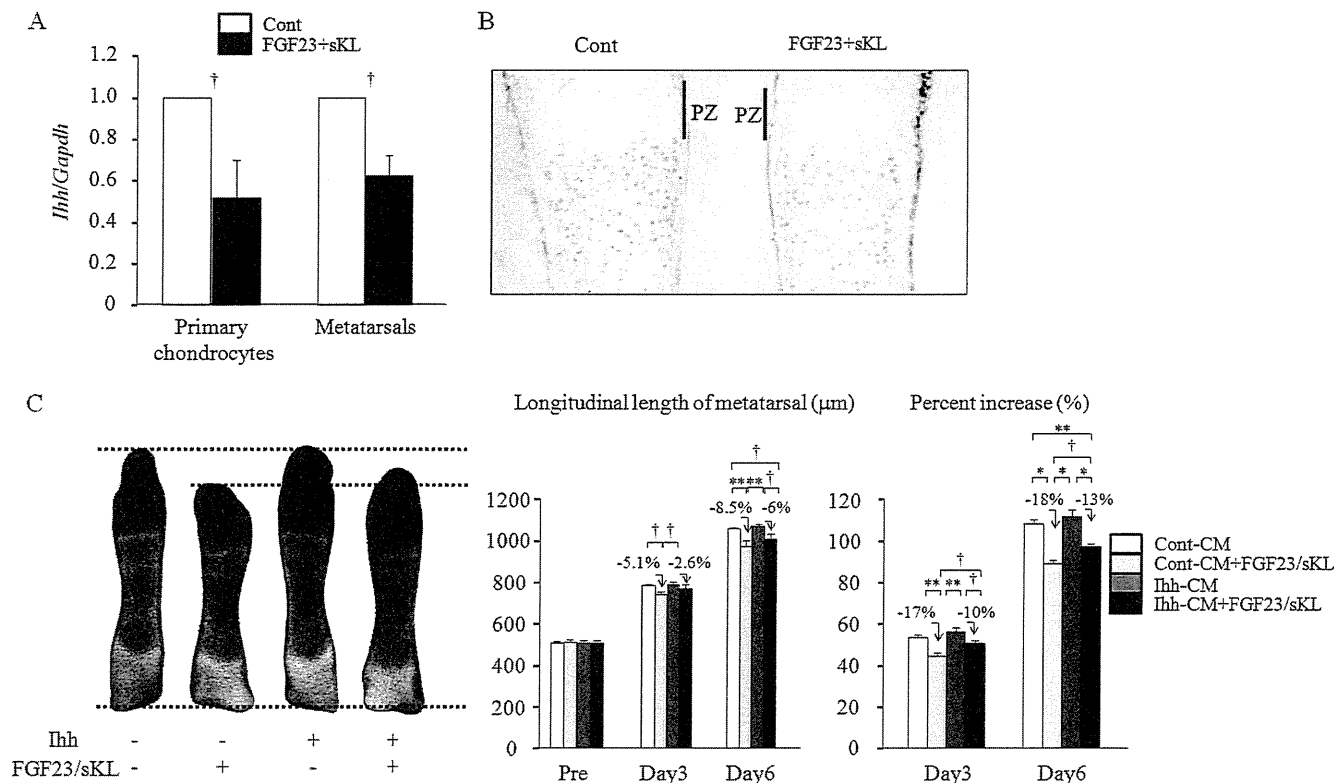 A
Cont
FGF23+sKL
Ihh/Gapdh
1.2
1.0
0.8
0.6
0.4
0.2
0
† †
Primary
chondrocytes
Metatarsals
B
Cont FGF23+sKL
PZ PZ
C
Ihh - - + +
FGF23/sKL - + - +
Longitudinal length of metatarsal (µm)
1200
1000
800
600
400
200
0
† †
-5.1% -2.6%
†
** ** †
-8.5% -6%
Pre Day3 Day6
Percent increase (%)
120
100
80
60
40
20
0
†
** ** †
-17% -10%
**
†
* * *
-18% -13%
Day3 Day6
Cont-CM
Cont-CM+FGF23/sKL
Ihh-CM
Ihh-CM+FGF23/sKL